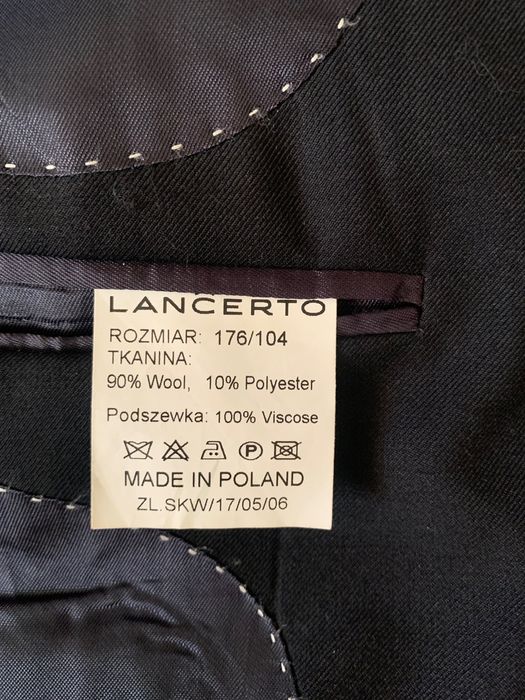 LANCERTO
ROZMIAR: 176/104
TKANINA:
90% Wool, 10% Polyester
Podszewka: 100% Viscose
P
MADE IN POLAND
ZL.SKW/17/05/06